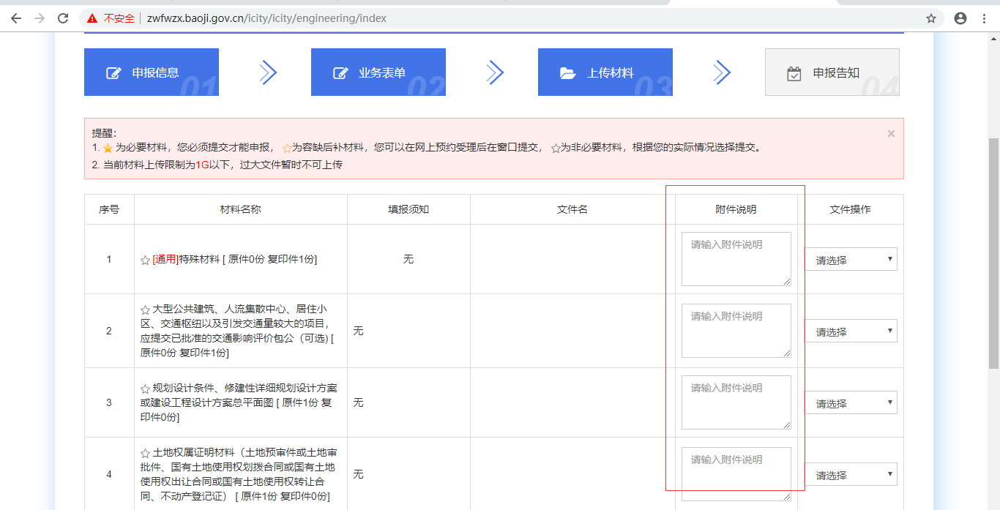 不安全 zwfwzx.baoji.gov.cn/icity/icity/engineering/index
申报信息 01
业务表单 02
上传材料 03
申报告知 04
提醒：
1. 为必要材料，您必须提交才能申报， 为容缺后补材料，您可以在网上预约受理后在窗口提交， 为非必要材料，根据您的实际情况选择提交。
2. 当前材料上传限制为1G以下，过大文件暂时不可上传
×
序号 材料名称 填报须知 文件名 附件说明 文件操作
1 [通用]特殊材料 [ 原件0份 复印件1份] 无 请输入附件说明 请选择
2 大型公共建筑、人流集散中心、居住小
区、交通枢纽以及引发交通量较大的项目，
应提交已批准的交通影响评价包公（可选) [
原件0份 复印件1份]
无 请输入附件说明 请选择
3 规划设计条件、修建性详细规划设计方案
或建设工程设计方案总平面图 [ 原件1份 复
印件0份]
无 请输入附件说明 请选择
4 土地权属证明材料（土地预审件或土地审
批件、国有土地使用权划拨合同或国有土地
使用权出让合同或国有土地使用权转让合
同、不动产登记证） [ 原件1份 复印件0份]
无 请输入附件说明 请选择